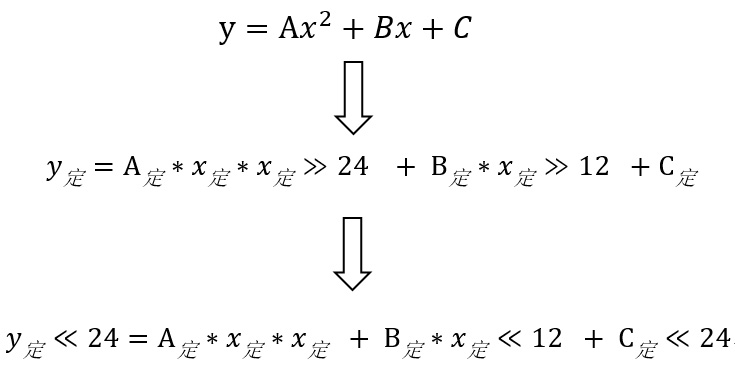 y = Ax² + Bx + C
y定 = A定 * x定 * x定 ≫ 24 + B定 * x定 ≫ 12 + C定
y定 ≪ 24 = A定 * x定 * x定 + B定 * x定 ≪ 12 + C定 ≪ 24